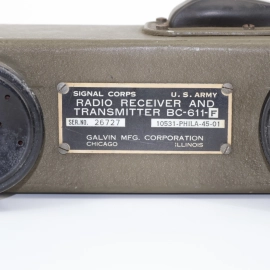 SIGNAL CORPS U.S. ARMY
RADIO RECEIVER AND
TRANSMITTER BC-611-F
SER. NO. 26727 10531-PHILA-45-01
GALVIN MFG. CORPORATION
CHICAGO ILLINOIS